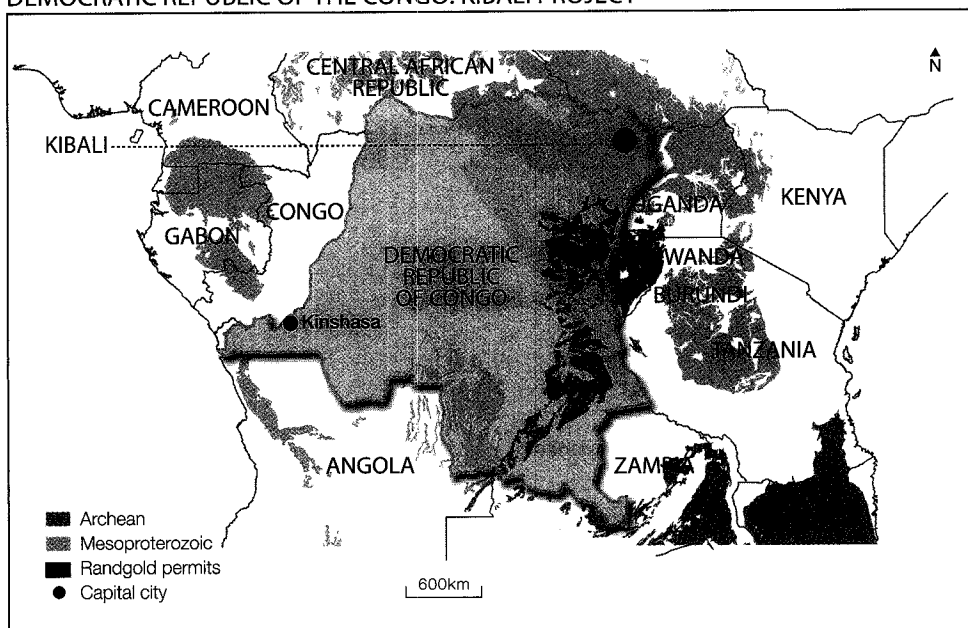 DEMOCRATIC REPUBLIC OF THE CONGO: KIBALI PROJECT
N
CENTRAL AFRICAN
REPUBLIC
CAMEROON
KIBALI
UGANDA
KENYA
CONGO
GABON
DEMOCRATIC
REPUBLIC
OF CONGO
RWANDA
BURUNDI
Kinshasa
TANZANIA
ANGOLA
ZAMBIA
Archean
Mesoproterozoic
Randgold permits
Capital city
600km